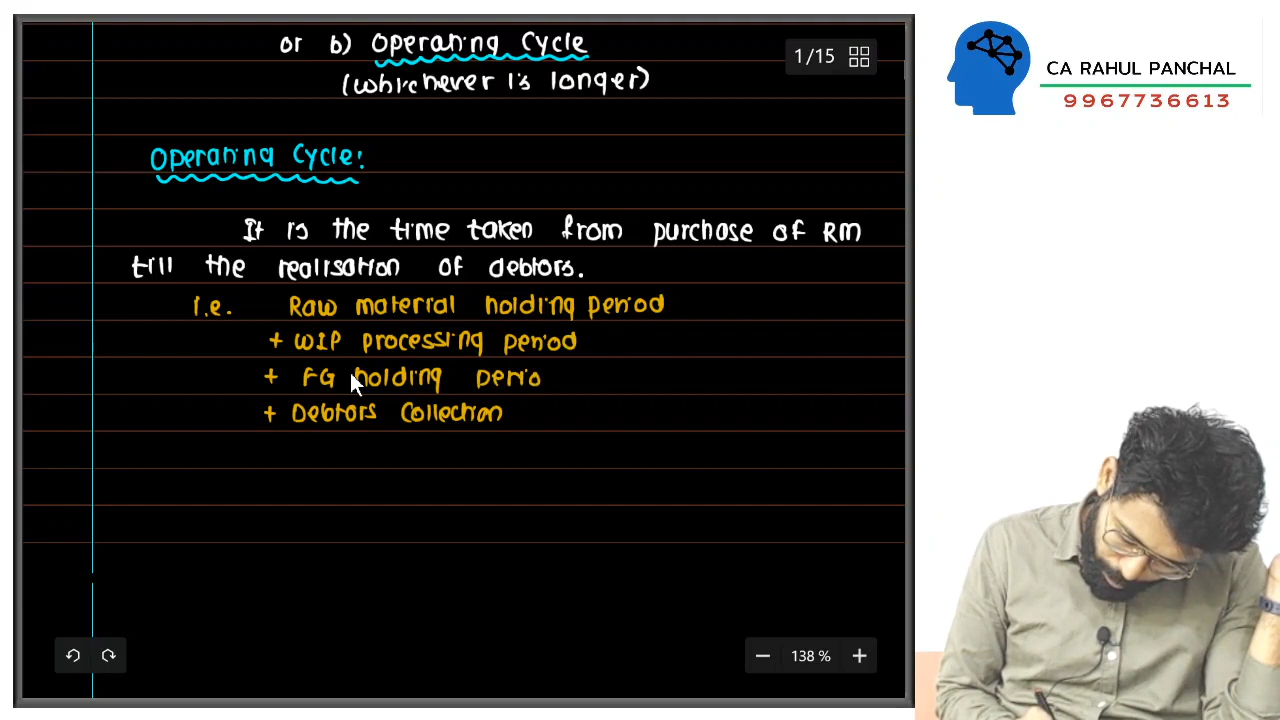 or b) Operating Cycle
(whichever is longer)
1/15
CA RAHUL PANCHAL
9967736613
Operating Cycle:
It is the time taken from purchase of RM
till the realisation of debtors.
i.e. Raw material holding period
+ WIP processing period
+ FG holding perio
+ Debtors Collection
138 %